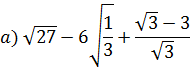 a) √27 − 6√(1/3) + (√3 − 3)/√3